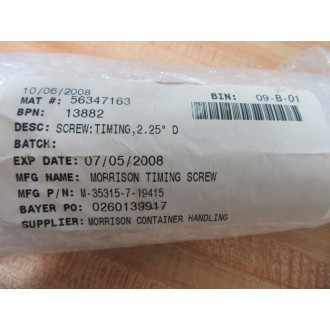 10/06/2008
MAT #: 56347163 BIN: 09-B-01
BPN: 13882
DESC: SCREW:TIMING,2.25" D
BATCH:
EXP DATE: 07/05/2008
MFG NAME: MORRISON TIMING SCREW
MFG P/N: M-35315-7-19415
BAYER PO: 0260139917
SUPPLIER: MORRISON CONTAINER HANDLING